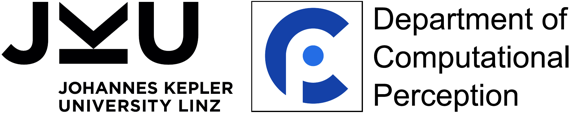 JKU
JOHANNES KEPLER
UNIVERSITY LINZ
Department of
Computational
Perception